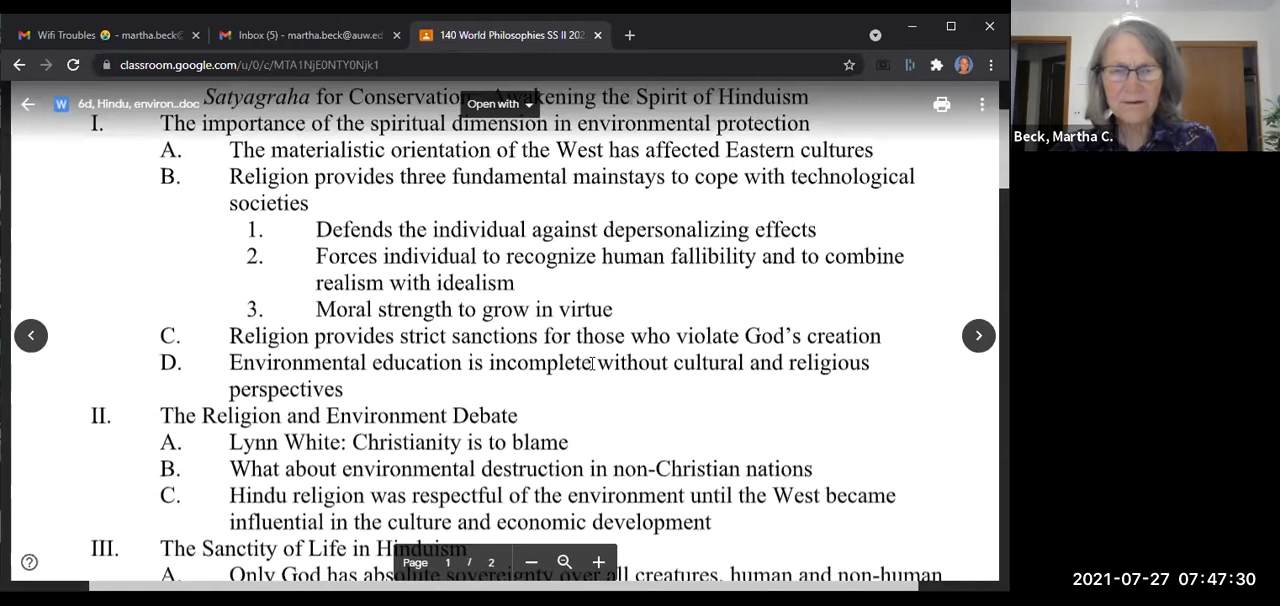 Wifi Troubles 😪 - martha.beck@
Inbox (5) - martha.beck@auw.ed
140 World Philosophies SS II 202
classroom.google.com/u/0/c/MTA1NjE0NTY0Njk1
6d, Hindu, environ..doc
Open with
Satyagraha for Conservation Awakening the Spirit of Hinduism
I. The importance of the spiritual dimension in environmental protection
A. The materialistic orientation of the West has affected Eastern cultures
B. Religion provides three fundamental mainstays to cope with technological
societies
1. Defends the individual against depersonalizing effects
2. Forces individual to recognize human fallibility and to combine
realism with idealism
3. Moral strength to grow in virtue
C. Religion provides strict sanctions for those who violate God's creation
D. Environmental education is incomplete without cultural and religious
perspectives
II. The Religion and Environment Debate
A. Lynn White: Christianity is to blame
B. What about environmental destruction in non-Christian nations
C. Hindu religion was respectful of the environment until the West became
influential in the culture and economic development
III. The Sanctity of Life in Hinduism
A. Only God has absolute sovereignty over all creatures, human and non-human
Page 1 / 2
Beck, Martha C.
2021-07-27 07:47:30